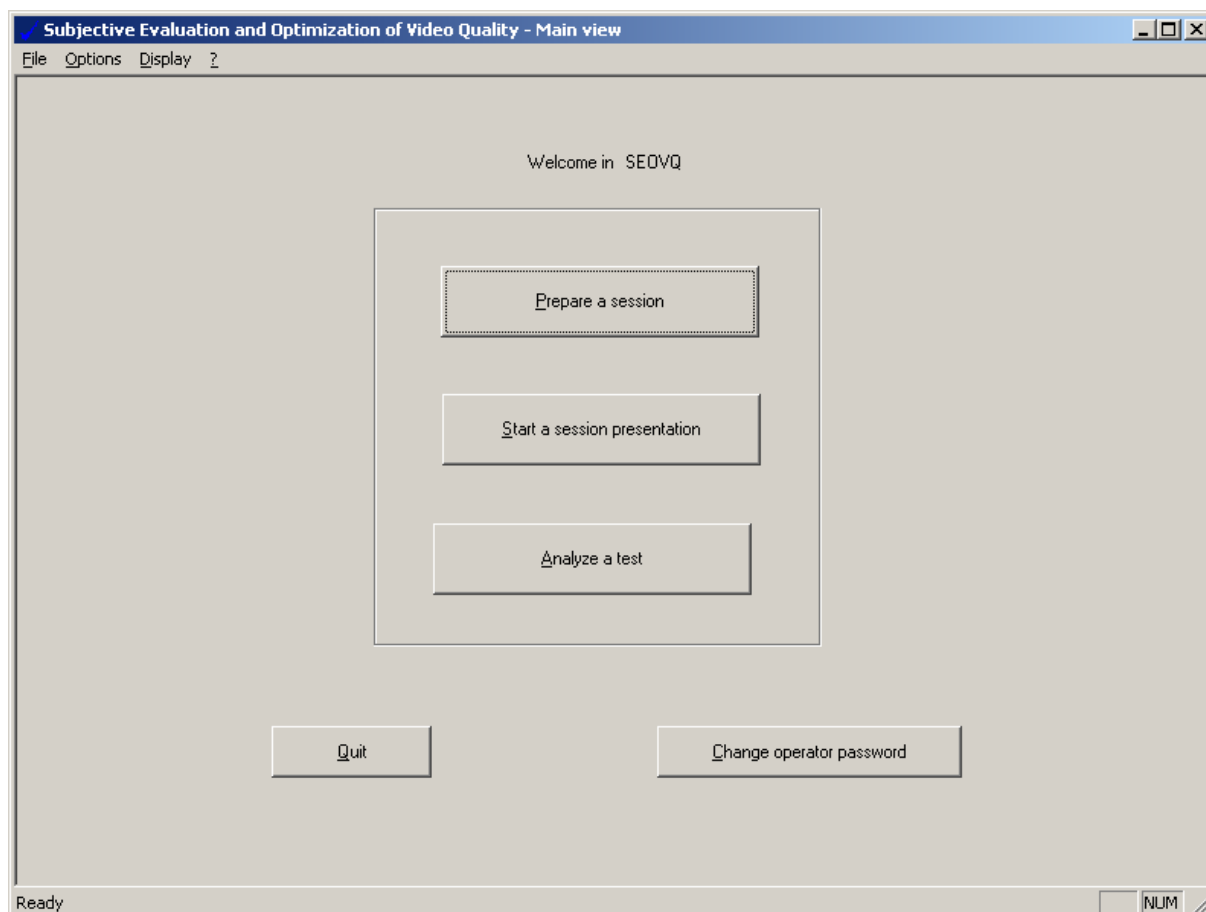 Subjective Evaluation and Optimization of Video Quality - Main view
File Options Display ?
Welcome in SEOVQ
Prepare a session
Start a session presentation
Analyze a test
Quit Change operator password
Ready NUM